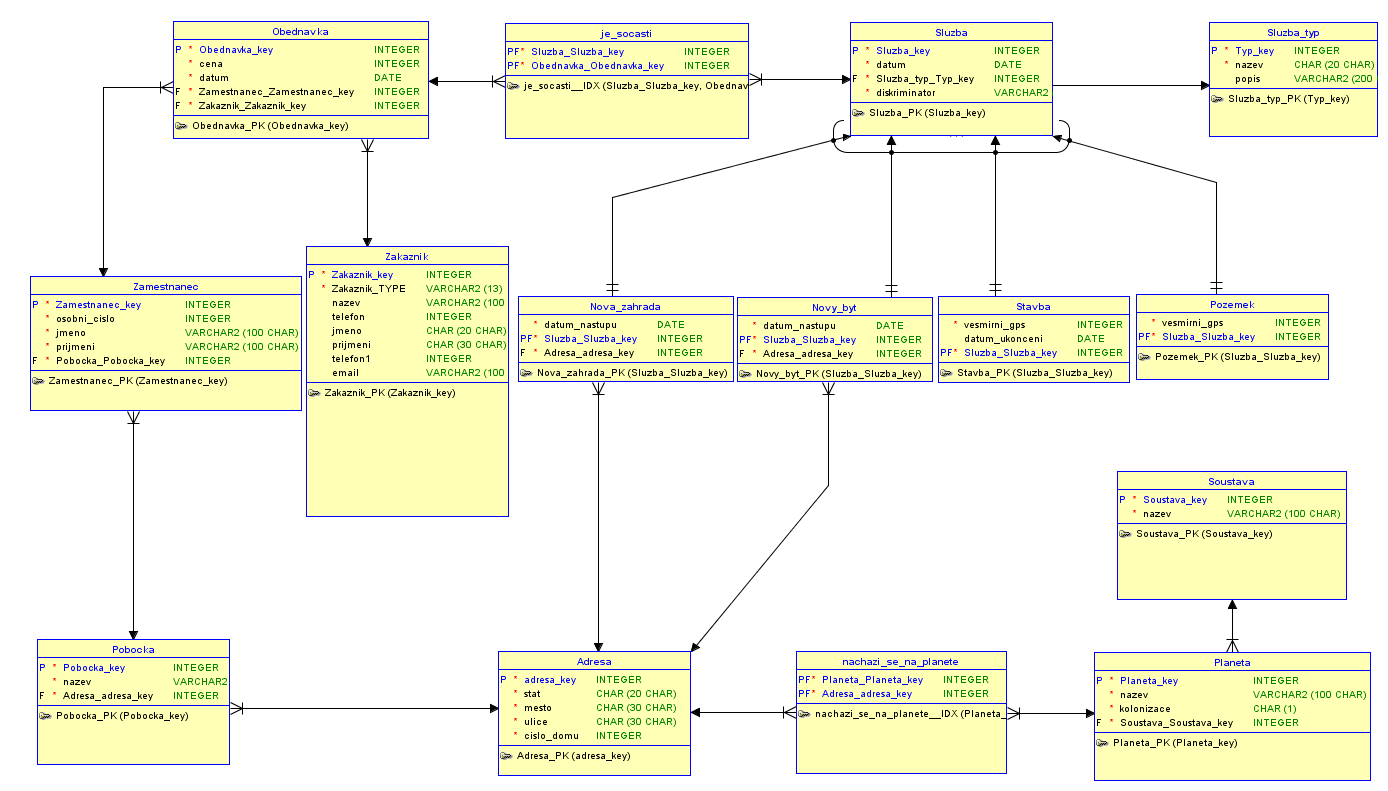 Obednavka
P * Obednavka_key INTEGER
* cena INTEGER
* datum DATE
F * Zamestnanec_Zamestnanec_key INTEGER
F * Zakaznik_Zakaznik_key INTEGER
Obednavka_PK (Obednavka_key)
je_socasti
PF* Sluzba_Sluzba_key INTEGER
PF* Obednavka_Obednavka_key INTEGER
je_socasti__IDX (Sluzba_Sluzba_key, Obednav
Sluzba
P * Sluzba_key INTEGER
* datum DATE
F * Sluzba_typ_Typ_key INTEGER
* diskriminator VARCHAR2
Sluzba_PK (Sluzba_key)
...
Sluzba_typ
P * Typ_key INTEGER
* nazev CHAR (20 CHAR)
popis VARCHAR2 (200
Sluzba_typ_PK (Typ_key)
Zamestnanec
P * Zamestnanec_key INTEGER
* osobni_cislo INTEGER
* jmeno VARCHAR2 (100 CHAR)
* prijmeni VARCHAR2 (100 CHAR)
F * Pobocka_Pobocka_key INTEGER
Zamestnanec_PK (Zamestnanec_key)
Zakaznik
P * Zakaznik_key INTEGER
* Zakaznik_TYPE VARCHAR2 (13)
nazev VARCHAR2 (100
telefon INTEGER
jmeno CHAR (20 CHAR)
prijmeni CHAR (30 CHAR)
telefon1 INTEGER
email VARCHAR2 (100
Zakaznik_PK (Zakaznik_key)
Nova_zahrada
* datum_nastupu DATE
PF* Sluzba_Sluzba_key INTEGER
F * Adresa_adresa_key INTEGER
Nova_zahrada_PK (Sluzba_Sluzba_key)
Novy_byt
* datum_nastupu DATE
PF* Sluzba_Sluzba_key INTEGER
F * Adresa_adresa_key INTEGER
Novy_byt_PK (Sluzba_Sluzba_key)
Stavba
* vesmirni_gps INTEGER
datum_ukonceni DATE
PF* Sluzba_Sluzba_key INTEGER
Stavba_PK (Sluzba_Sluzba_key)
Pozemek
* vesmirni_gps INTEGER
PF* Sluzba_Sluzba_key INTEGER
Pozemek_PK (Sluzba_Sluzba_key)
Soustava
P * Soustava_key INTEGER
* nazev VARCHAR2 (100 CHAR)
Soustava_PK (Soustava_key)
Pobocka
P * Pobocka_key INTEGER
* nazev VARCHAR2
F * Adresa_adresa_key INTEGER
Pobocka_PK (Pobocka_key)
Adresa
P * adresa_key INTEGER
* stat CHAR (20 CHAR)
* mesto CHAR (30 CHAR)
* ulice CHAR (30 CHAR)
* cislo_domu INTEGER
Adresa_PK (adresa_key)
nachazi_se_na_planete
PF* Planeta_Planeta_key INTEGER
PF* Adresa_adresa_key INTEGER
nachazi_se_na_planete__IDX (Planeta_
Planeta
P * Planeta_key INTEGER
* nazev VARCHAR2 (100 CHAR)
* kolonizace CHAR (1)
F * Soustava_Soustava_key INTEGER
Planeta_PK (Planeta_key)